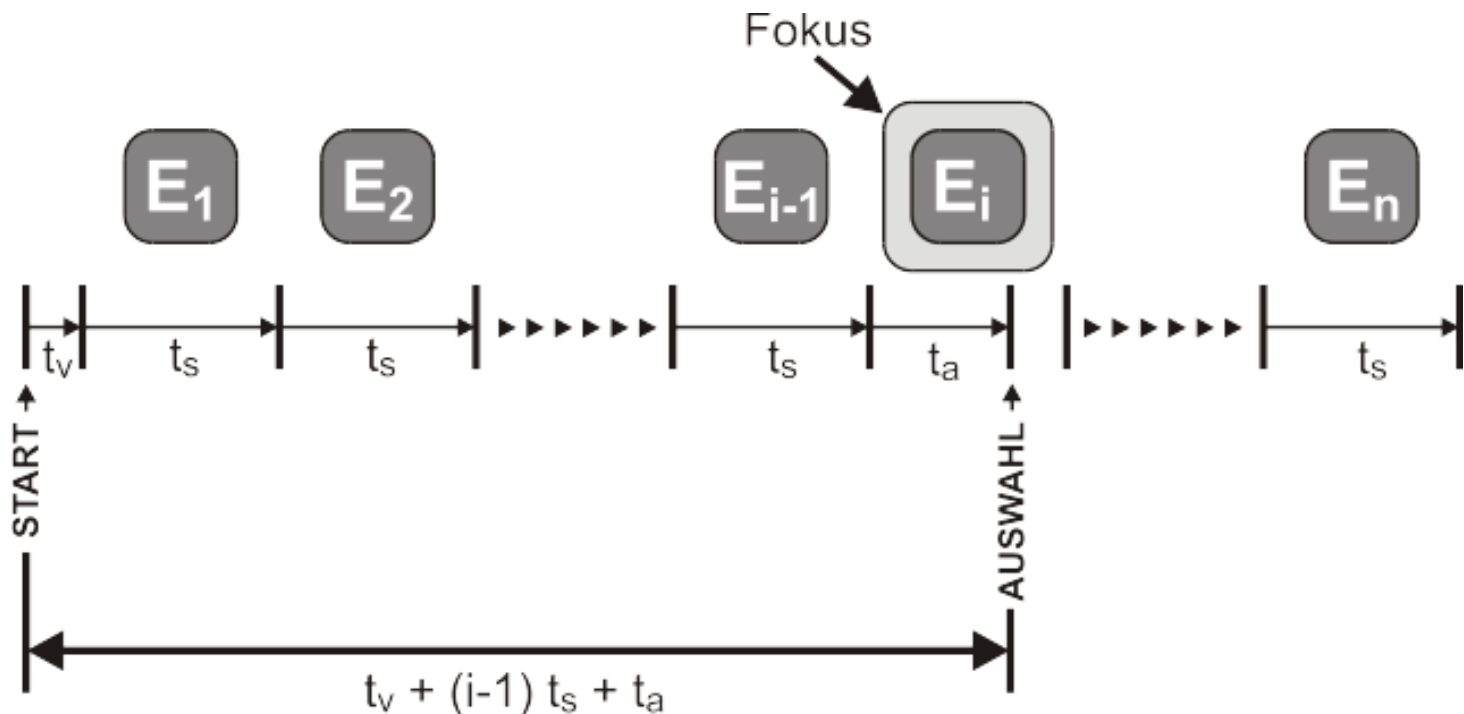 Fokus
E1 E2 Ei-1 Ei En
tv ts ts ts ta ts
START
AUSWAHL
tv + (i-1) ts + ta